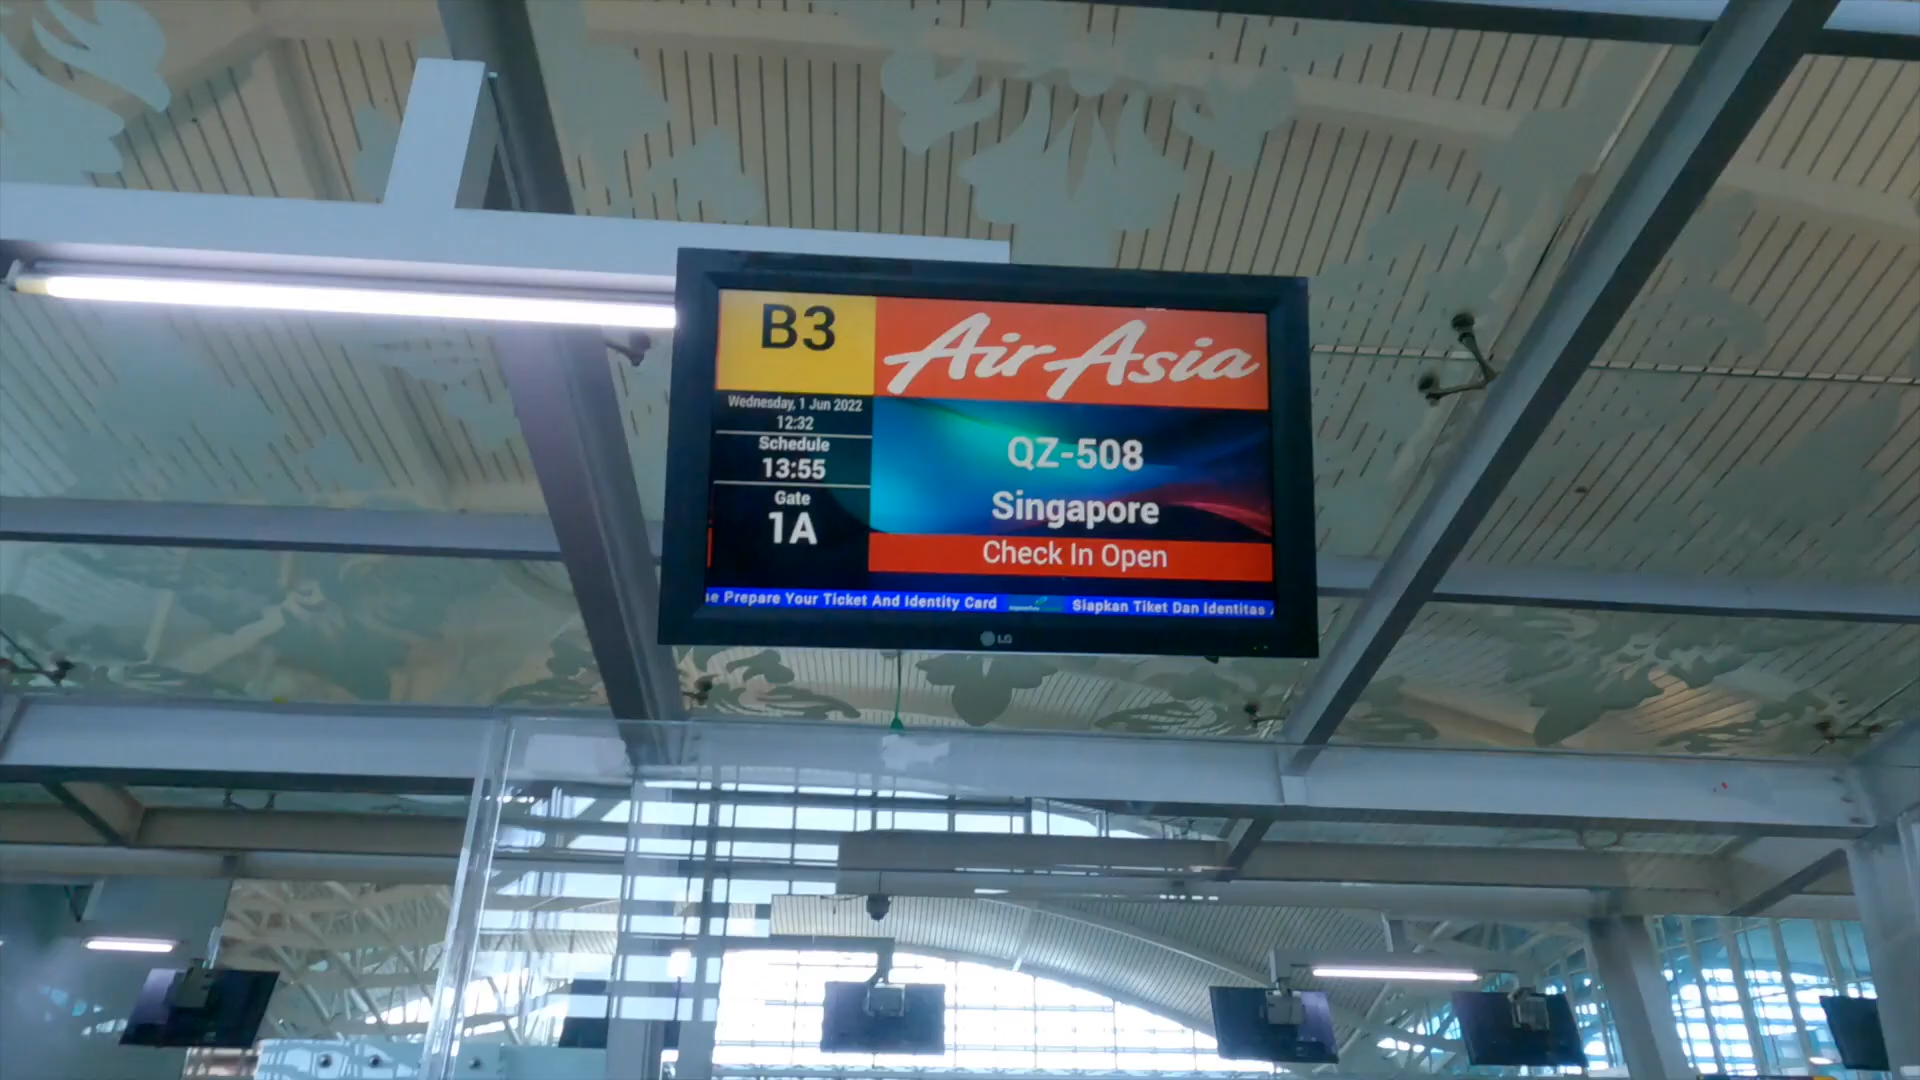 B3
AirAsia
Wednesday, 1 Jun 2022
12:32
Schedule
13:55
Gate
1A
QZ-508
Singapore
Check In Open
Prepare Your Ticket And Identity Card
Siapkan Tiket Dan Identitas
LG